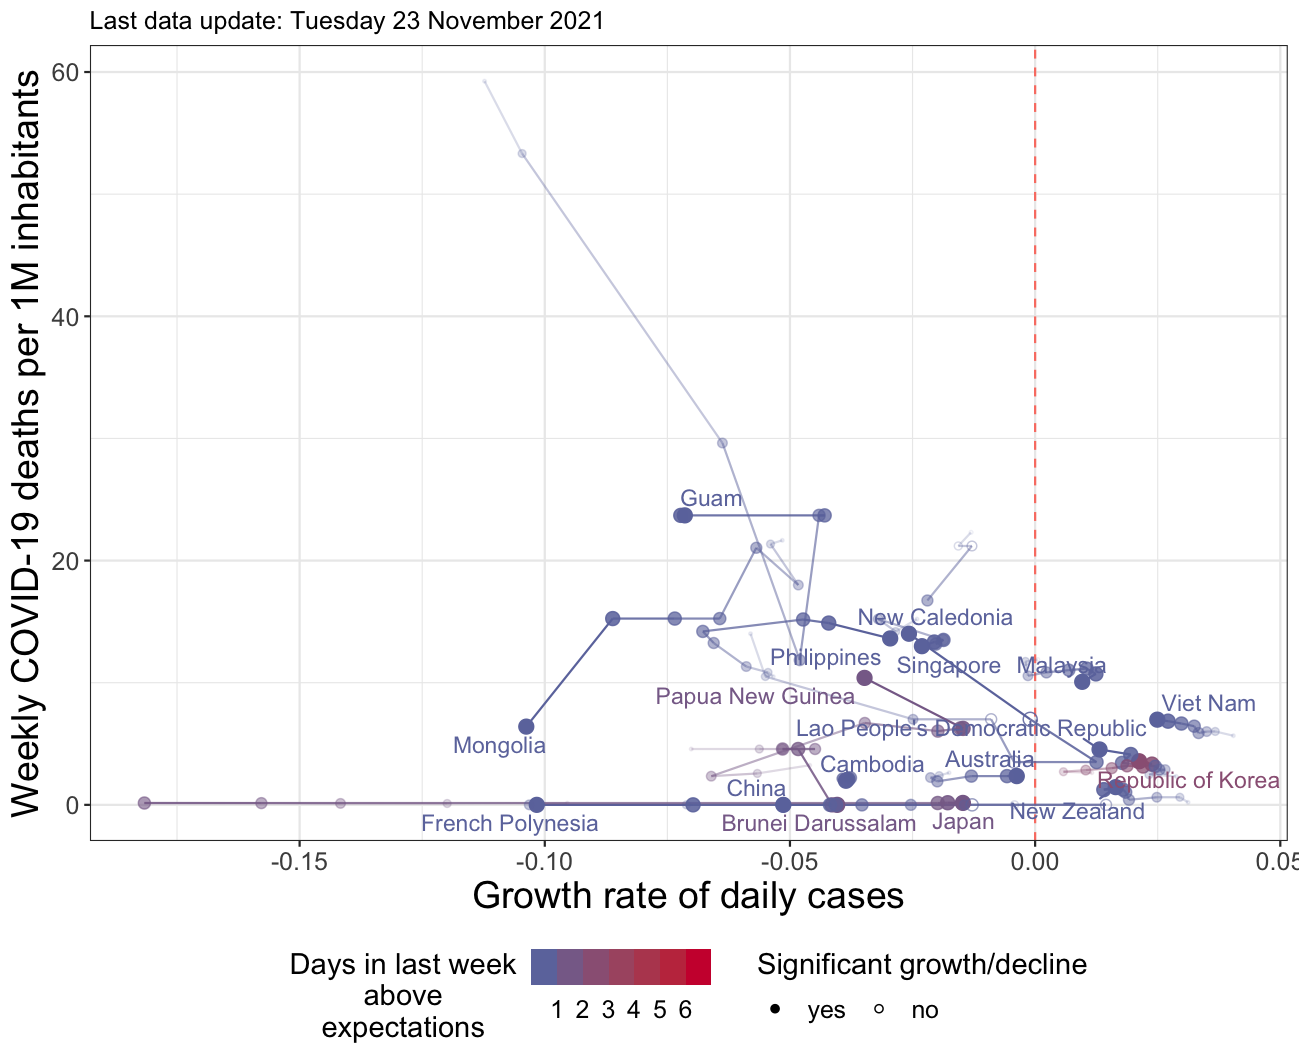 Last data update: Tuesday 23 November 2021
Weekly COVID-19 deaths per 1M inhabitants
60
40
20
0
Guam
New Caledonia
Philippines
Singapore
Malaysia
Papua New Guinea
Viet Nam
Lao People's Democratic Republic
Mongolia
Cambodia
Australia
China
Republic of Korea
New Zealand
French Polynesia
Brunei Darussalam
Japan
-0.15
-0.10
-0.05
0.00
0.05
Growth rate of daily cases
Days in last week
above
expectations
1 2 3 4 5 6
Significant growth/decline
yes
no